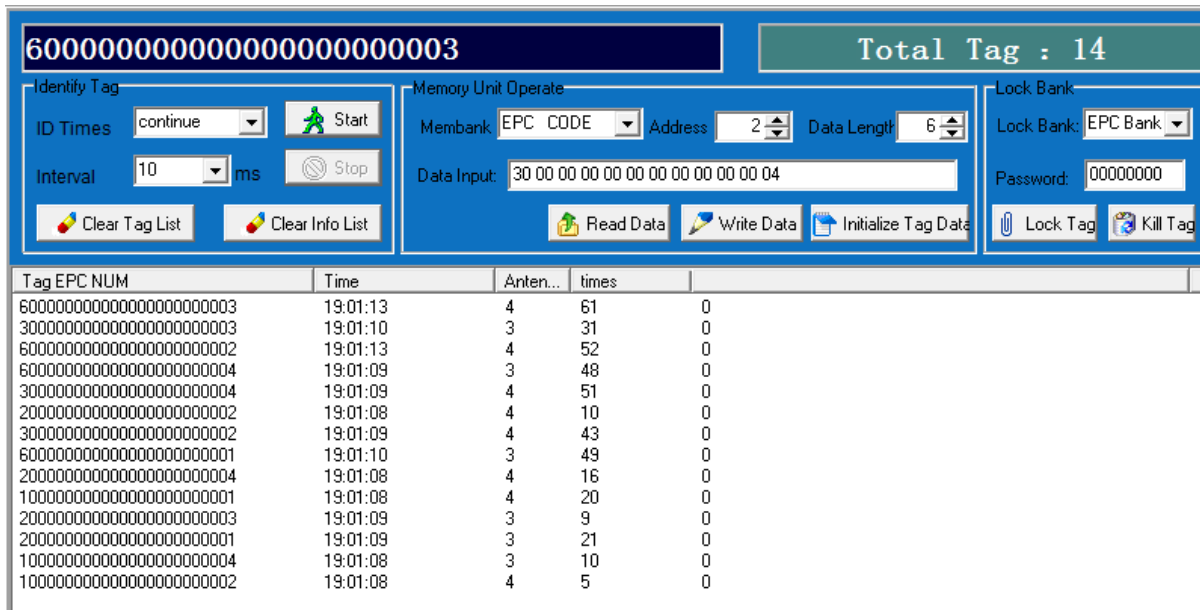 600000000000000000000003 Total Tag : 14
Identify Tag Memory Unit Operate Lock Bank
ID Times continue Start Membank EPC CODE Address 2 Data Length 6 Lock Bank: EPC Bank
Interval 10 ms Stop Data Input: 30 00 00 00 00 00 00 00 00 00 00 04 Password: 00000000
Clear Tag List Clear Info List Read Data Write Data Initialize Tag Data Lock Tag Kill Tag
Tag EPC NUM Time Anten... times
600000000000000000000003 19:01:13 4 61 0
300000000000000000000003 19:01:10 3 31 0
600000000000000000000002 19:01:13 4 52 0
600000000000000000000004 19:01:09 3 48 0
300000000000000000000004 19:01:09 4 51 0
200000000000000000000002 19:01:08 4 10 0
300000000000000000000002 19:01:09 4 43 0
600000000000000000000001 19:01:10 3 49 0
200000000000000000000004 19:01:08 4 16 0
100000000000000000000001 19:01:08 4 20 0
200000000000000000000003 19:01:09 3 9 0
200000000000000000000001 19:01:09 3 21 0
100000000000000000000004 19:01:08 3 10 0
100000000000000000000002 19:01:08 4 5 0